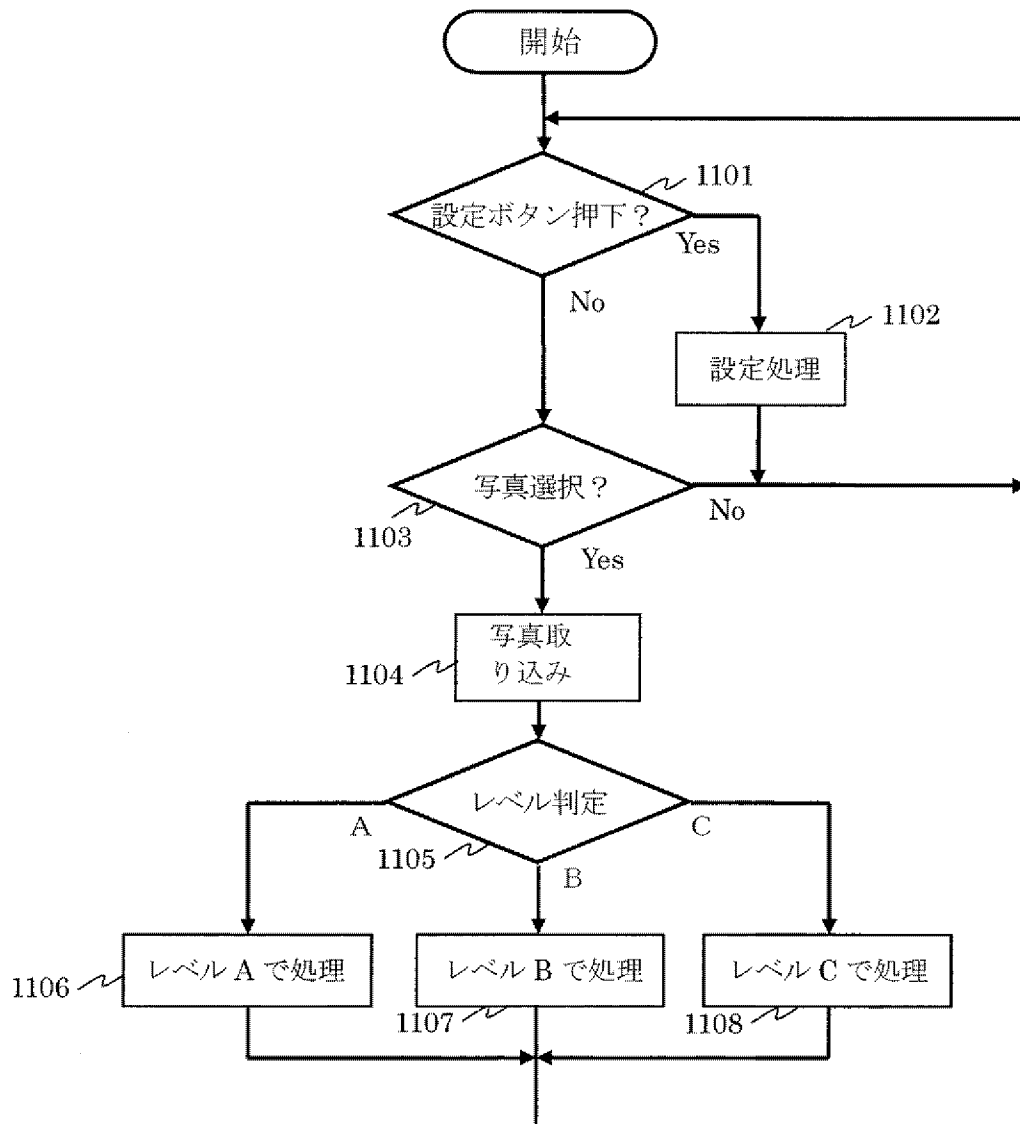 開始
1101
設定ボタン押下？
Yes
No
1102
設定処理
写真選択？
No
1103
Yes
写真取
り込み
1104
レベル判定
A
C
1105
B
レベル A で処理
レベル B で処理
レベル C で処理
1106
1107
1108